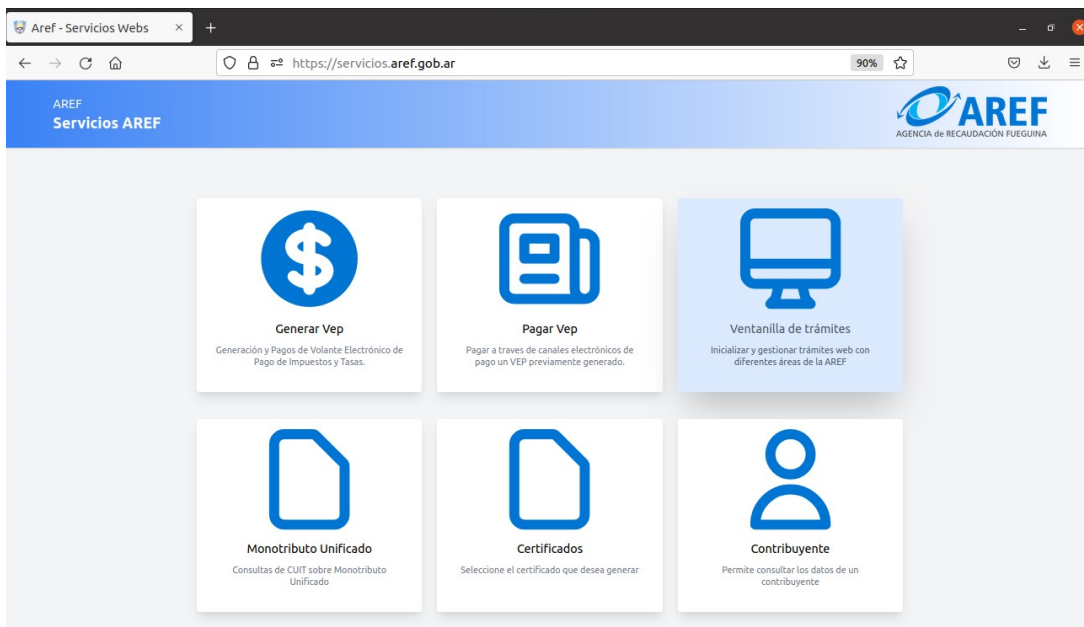 Aref - Servicios Webs
https://servicios.aref.gob.ar
90%
AREF
Servicios AREF
AREF
AGENCIA de RECAUDACIÓN FUEGUINA
Generar Vep
Generación y Pagos de Volante Electrónico de
Pago de Impuestos y Tasas.
Pagar Vep
Pagar a traves de canales electrónicos de
pago un VEP previamente generado.
Ventanilla de trámites
Inicializar y gestionar trámites web con
diferentes áreas de la AREF
Monotributo Unificado
Consultas de CUIT sobre Monotributo
Unificado
Certificados
Seleccione el certificado que desea generar
Contribuyente
Permite consultar los datos de un
contribuyente